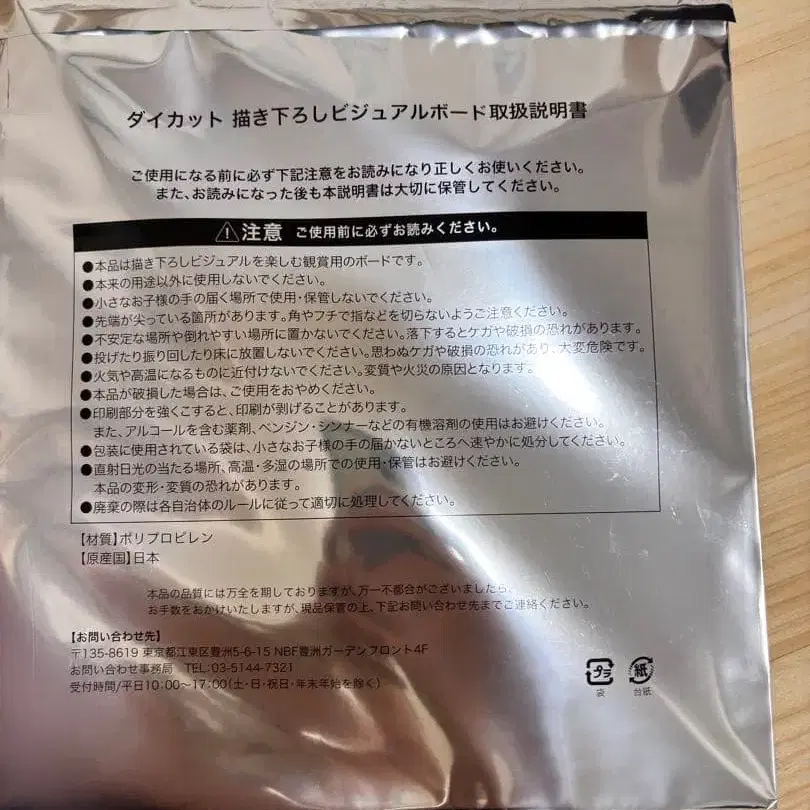 ダイカット 描き下ろしビジュアルボード取扱説明書
ご使用になる前に必ず下記注意をお読みになり正しくお使いください。
また、お読みになった後も本説明書は大切に保管してください。
注意 ご使用前に必ずお読みください。
●本品は描き下ろしビジュアルを楽しむ観賞用のボードです。
●本来の用途以外に使用しないでください。
●小さなお子様の手の届く場所で使用・保管しないでください。
●先端が尖っている箇所があります。角やフチで指などを切らないようご注意ください。
●不安定な場所や倒れやすい場所に置かないでください。落下するとケガや破損の恐れがあります。
●投げたり振り回したり床に放置しないでください。思わぬケガや破損の恐れがあり、大変危険です。
●火気や高温になるものに近付けないでください。変質や火災の原因となります。
●本品が破損した場合は、ご使用をおやめください。
●印刷部分を強くこすると、印刷が剥げることがあります。
また、アルコールを含む薬剤、ベンジン・シンナーなどの有機溶剤の使用はお避けください。
●包装に使用されている袋は、小さなお子様の手の届かないところへ速やかに処分してください。
●直射日光の当たる場所、高温・多湿の場所での使用・保管はお避けください。
本品の変形・変質の恐れがあります。
●廃棄の際は各自治体のルールに従って適切に処理してください。
【材質】ポリプロピレン
【原産国】日本
本品の品質には万全を期しておりますが、万一不都合がございましたら、
お手数をおかけいたしますが、現品保管の上、下記お問い合わせ先までご連絡ください。
【お問い合わせ先】
〒135-8619 東京都江東区豊洲5-6-15 NBF豊洲ガーデンフロント4F
お問い合わせ事務局 TEL:03-5144-7321
受付時間/平日10:00〜17:00(土・日・祝日・年末年始を除く)
プラ 紙
袋 台紙